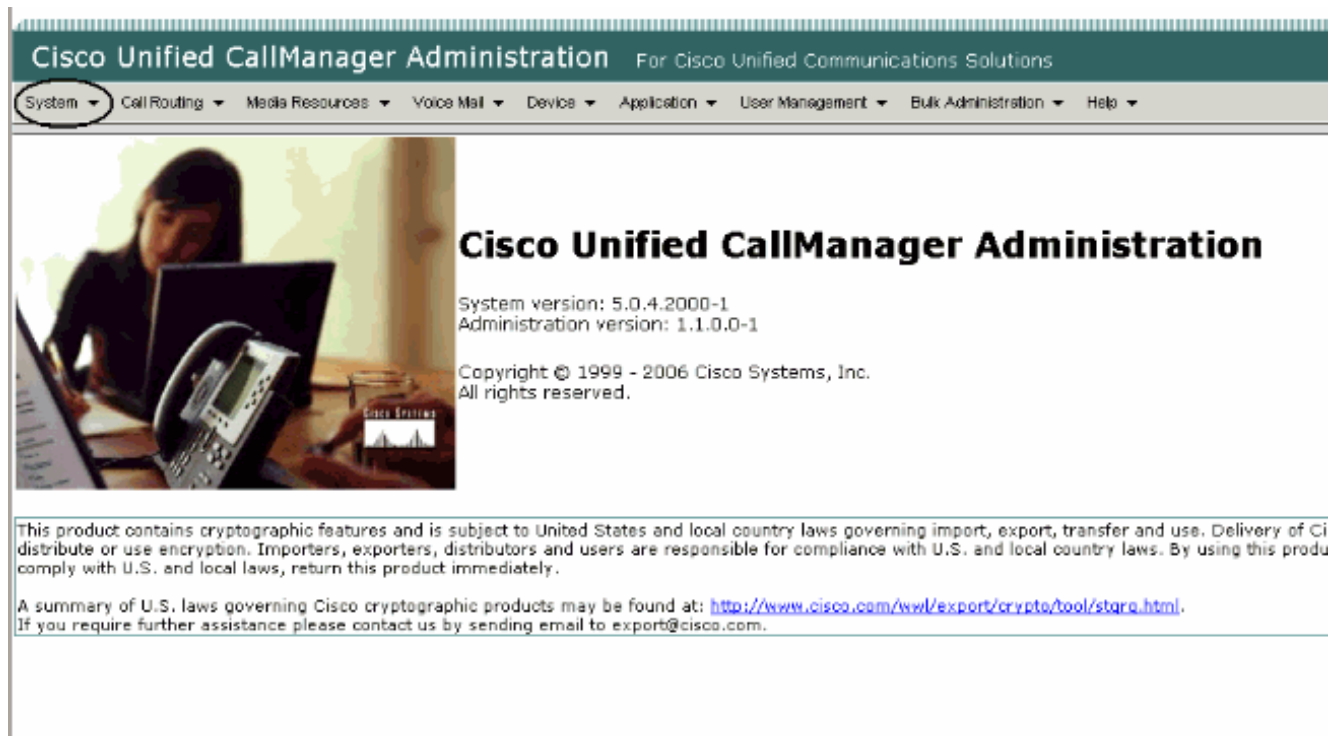 Cisco Unified CallManager Administration For Cisco Unified Communications Solutions
System Call Routing Media Resources Voice Mail Device Application User Management Bulk Administration Help
Cisco Unified CallManager Administration
System version: 5.0.4.2000-1
Administration version: 1.1.0.0-1
Copyright © 1999 - 2006 Cisco Systems, Inc.
All rights reserved.
CISCO SYSTEMS
This product contains cryptographic features and is subject to United States and local country laws governing import, export, transfer and use. Delivery of Ci
distribute or use encryption. Importers, exporters, distributors and users are responsible for compliance with U.S. and local country laws. By using this produ
comply with U.S. and local laws, return this product immediately.
A summary of U.S. laws governing Cisco cryptographic products may be found at: http://www.cisco.com/wwl/export/crypto/tool/stqrg.html.
If you require further assistance please contact us by sending email to export@cisco.com.